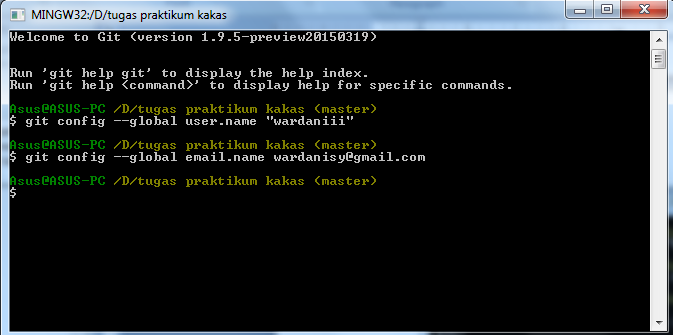 MINGW32:/D/tugas praktikum kakas
Welcome to Git (version 1.9.5-preview20150319)
Run 'git help git' to display the help index.
Run 'git help <command>' to display help for specific commands.
Asus@ASUS-PC /D/tugas praktikum kakas (master)
$ git config --global user.name "wardaniii"
Asus@ASUS-PC /D/tugas praktikum kakas (master)
$ git config --global email.name wardanisy@gmail.com
Asus@ASUS-PC /D/tugas praktikum kakas (master)
$